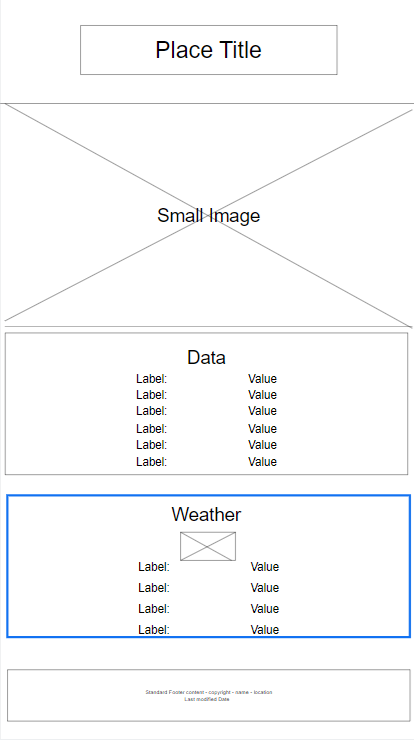 Place Title
Small Image
Data
Label: Value
Label: Value
Label: Value
Label: Value
Label: Value
Label: Value
Weather
Label: Value
Label: Value
Label: Value
Label: Value
Standard Footer content - copyright - name - location
Last modified Date